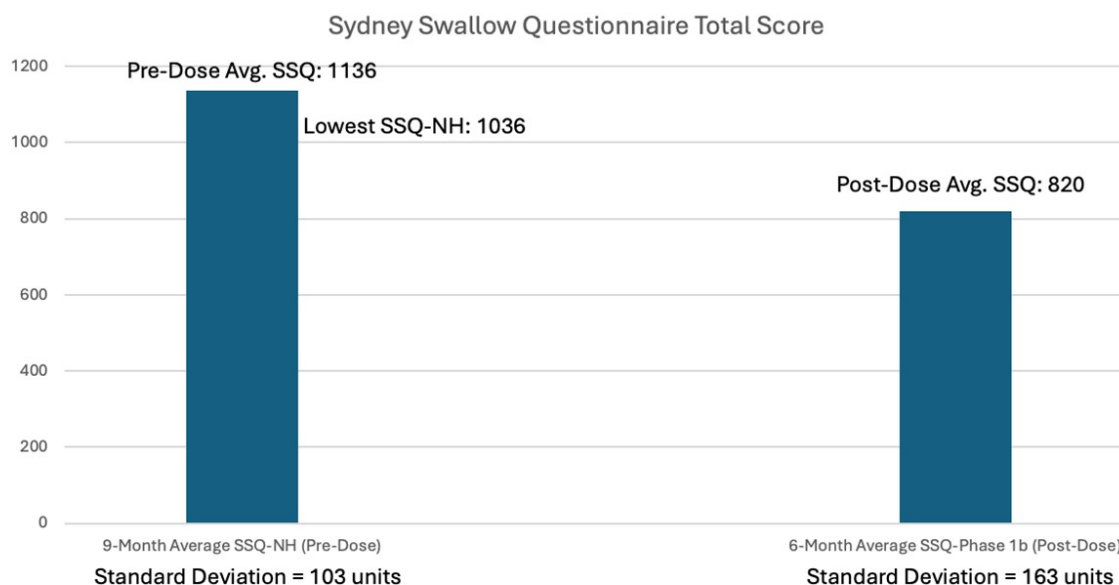 Sydney Swallow Questionnaire Total Score
1200
Pre-Dose Avg. SSQ: 1136
Lowest SSQ-NH: 1036
1000
Post-Dose Avg. SSQ: 820
800
600
400
200
0
9-Month Average SSQ-NH (Pre-Dose)
6-Month Average SSQ-Phase 1b (Post-Dose)
Standard Deviation = 103 units
Standard Deviation = 163 units